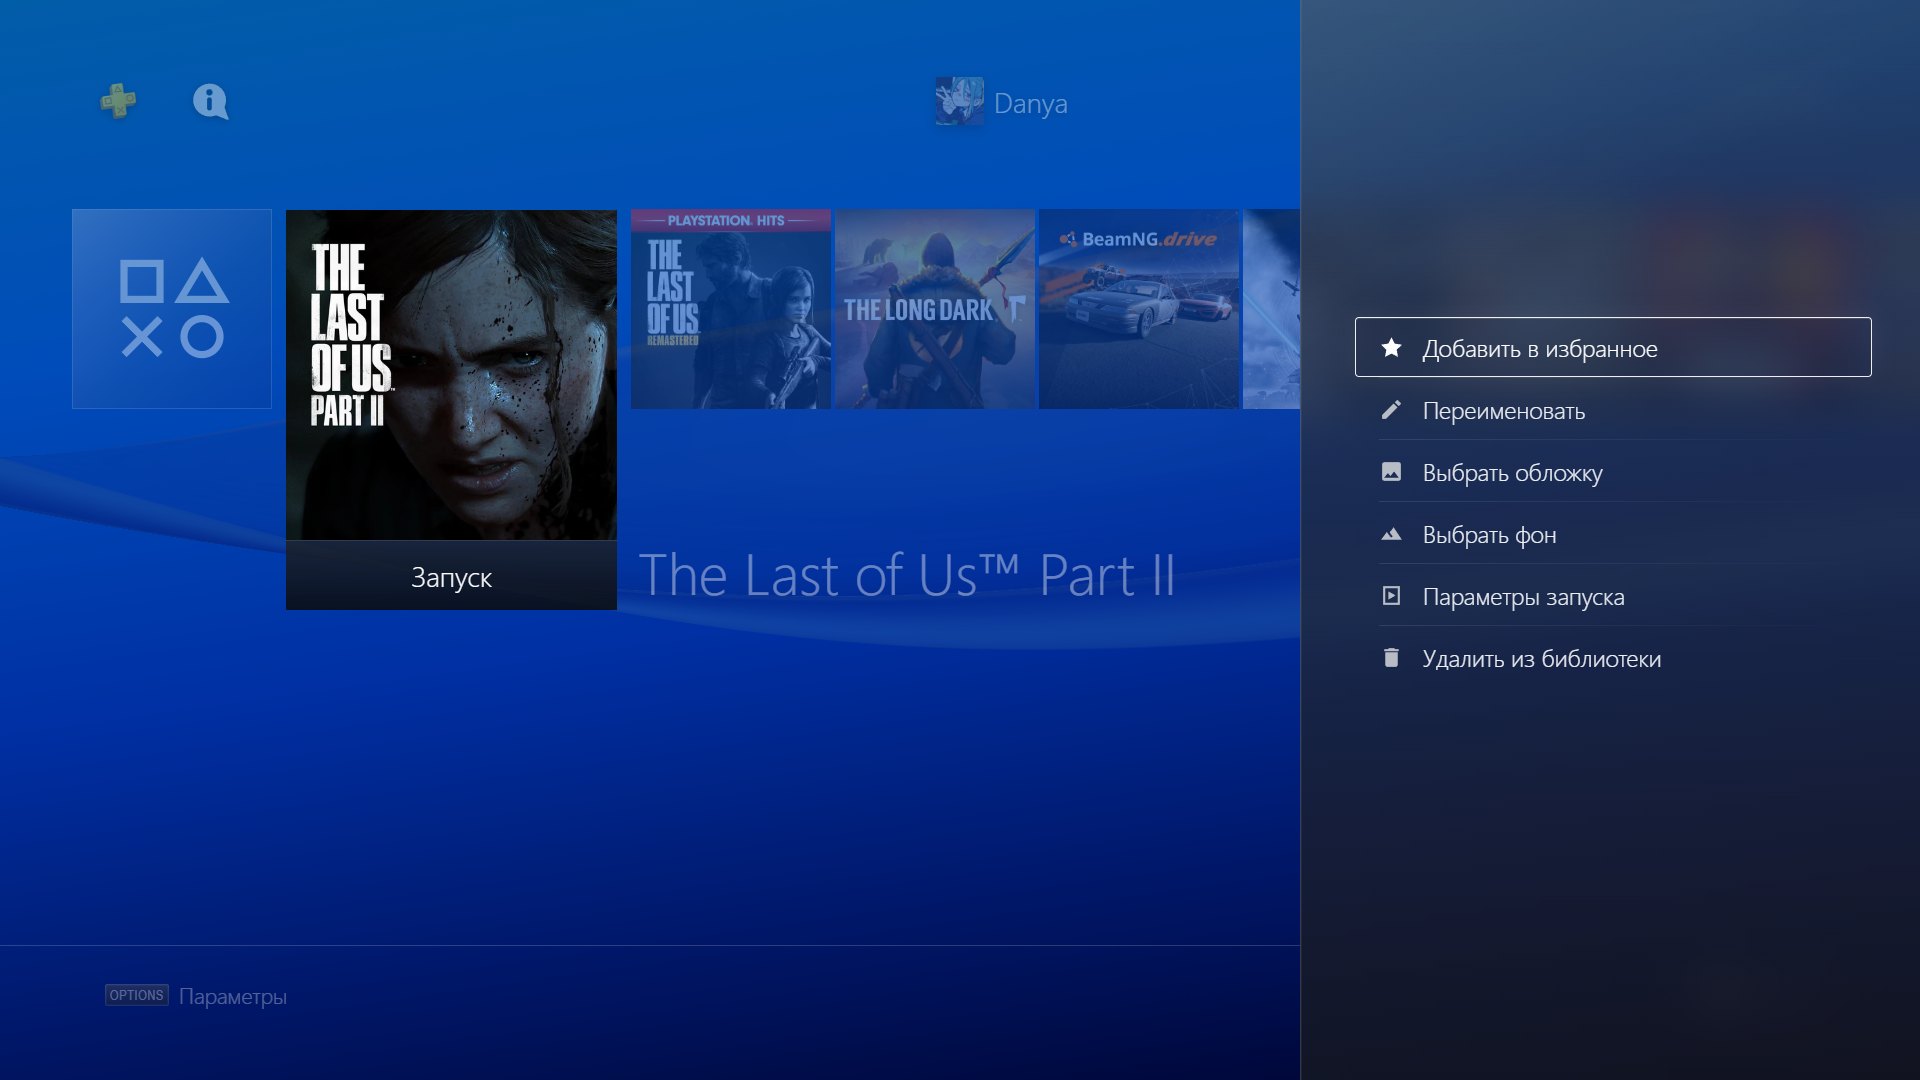 Danya
THE
LAST
OF US
PART II
PLAYSTATION HITS
THE
LAST
OF US
REMASTERED
THE LONG DARK
BeamNG.drive
Запуск
The Last of Us™ Part II
OPTIONS Параметры
Добавить в избранное
Переименовать
Выбрать обложку
Выбрать фон
Параметры запуска
Удалить из библиотеки